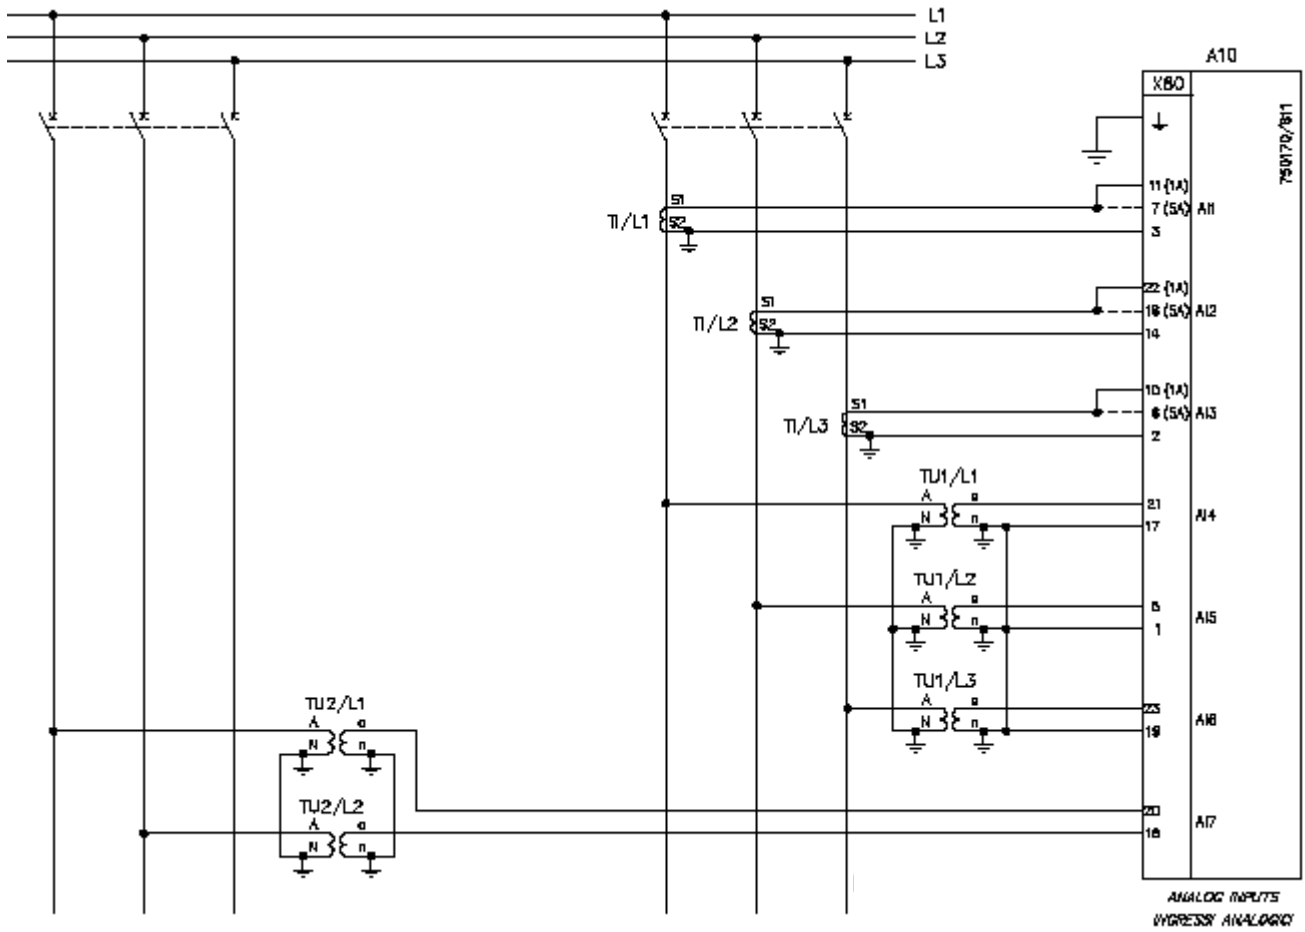 L1
L2
L3
A10
X80
750170/811
11 (1A)
S1
7 (5A) AI1
TI/L1
S2
3
22 (1A)
S1
18 (5A) AI2
TI/L2
S2
14
10 (1A)
S1
6 (5A) AI3
TI/L3
S2
2
TU1/L1
A a
21
N n
17
AI4
TU1/L2
A a
5
N n
1
AI5
TU1/L3
A a
23
N n
19
AI6
TU2/L1
A a
N n
TU2/L2
A a
N n
20
AI7
ANALOG INPUTS
INGRESSI ANALOGICI